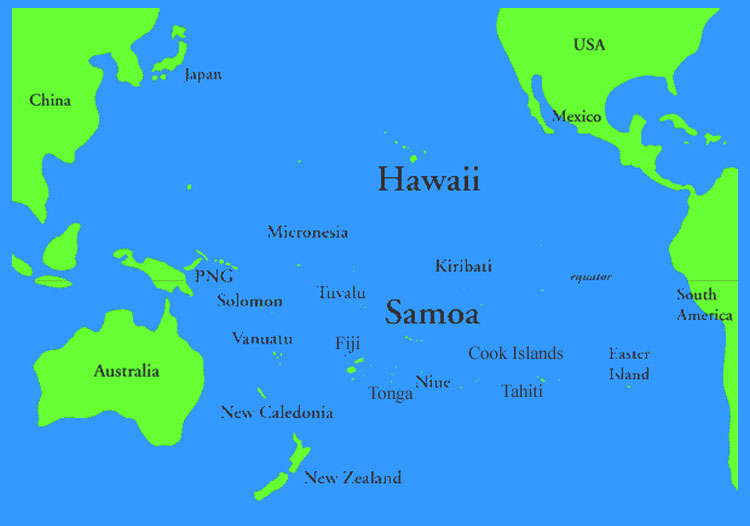 USA
Japan
China
Mexico
Hawaii
Micronesia
Kiribati
equator
PNG
Tuvalu
South
America
Solomon
Samoa
Vanuatu
Fiji
Cook Islands
Easter
Island
Australia
Niue
Tonga
Tahiti
New Caledonia
New Zealand